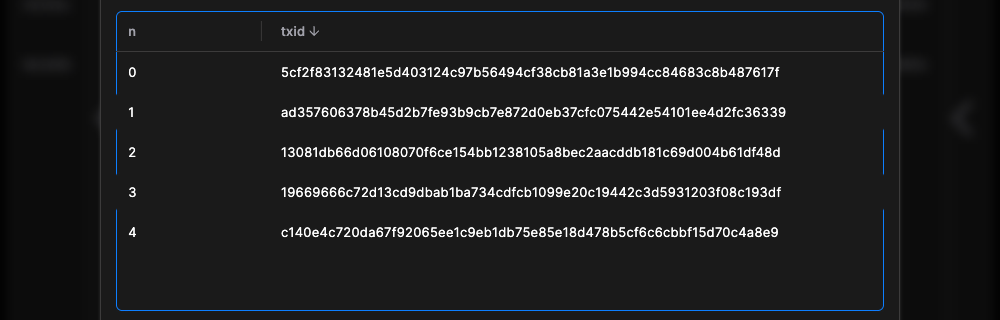 n txid ↓
0 5cf2f83132481e5d403124c97b56494cf38cb81a3e1b994cc84683c8b487617f
1 ad357606378b45d2b7fe93b9cb7e872d0eb37cfc075442e54101ee4d2fc36339
2 13081db66d06108070f6ce154bb1238105a8bec2aacddb181c69d004b61df48d
3 19669666c72d13cd9dbab1ba734cdfcb1099e20c19442c3d5931203f08c193df
4 c140e4c720da67f92065ee1c9eb1db75e85e18d478b5cf6c6cbbf15d70c4a8e9